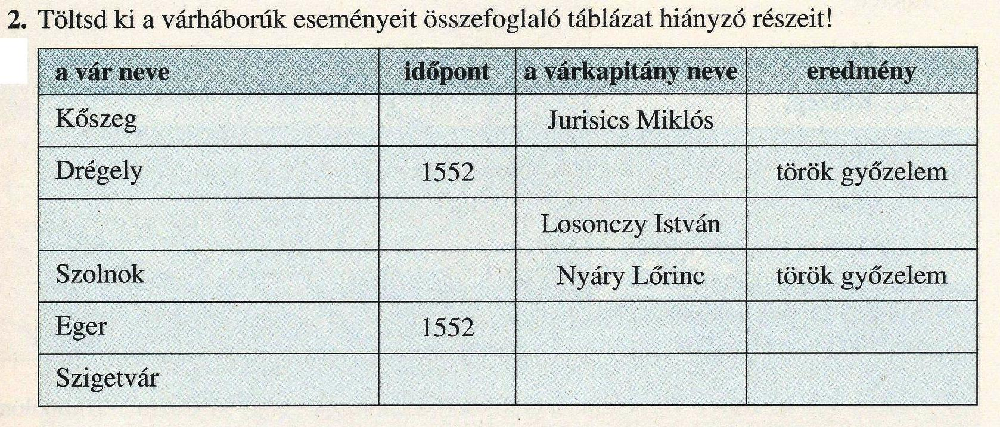 2. Töltsd ki a várháborúk eseményeit összefoglaló táblázat hiányzó részeit!
a vár neve időpont a várkapitány neve eredmény
Kőszeg Jurisics Miklós
Drégely 1552 török győzelem
Losonczy István
Szolnok Nyáry Lőrinc török győzelem
Eger 1552
Szigetvár